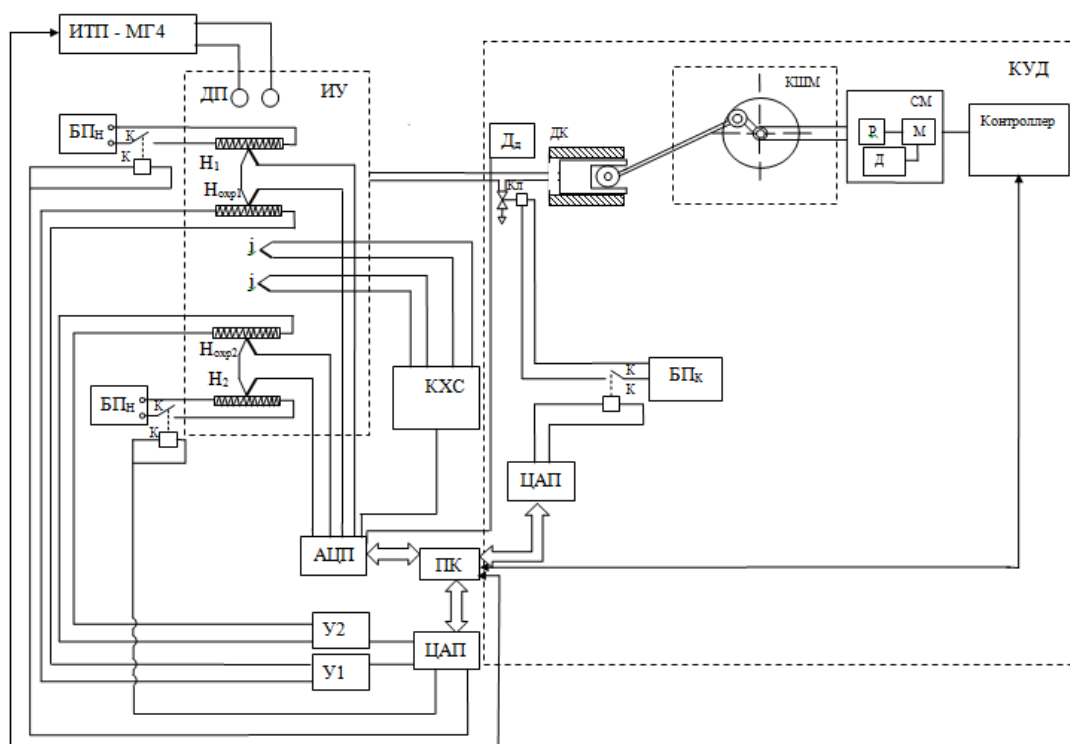 ИТП - МГ4
КУД
ДП
ИУ
КШМ
СМ
БПН
К
К
Н1
Нохр1
Дд
ДК
Кл
Р
М
Д
Контроллер
j
j
Нохр2
Н2
БПН
К
К
КХС
К
К
БПК
ЦАП
АЦП
ПК
У2
ЦАП
У1